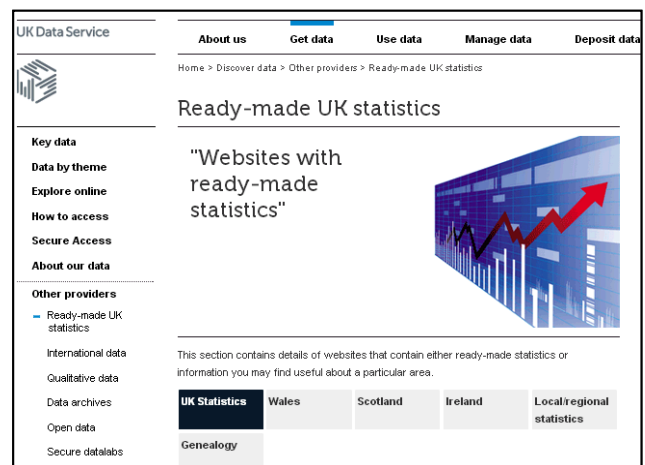 UK Data Service
About us Get data Use data Manage data Deposit data
Home > Discover data > Other providers > Ready-made UK statistics
Ready-made UK statistics
"Websites with
ready-made
statistics"
Key data
Data by theme
Explore online
How to access
Secure Access
About our data
Other providers
Ready-made UK
statistics
International data
Qualitative data
Data archives
Open data
Secure datalabs
This section contains details of websites that contain either ready-made statistics or
information you may find useful about a particular area.
UK Statistics Wales Scotland Ireland Local/regional
statistics
Genealogy